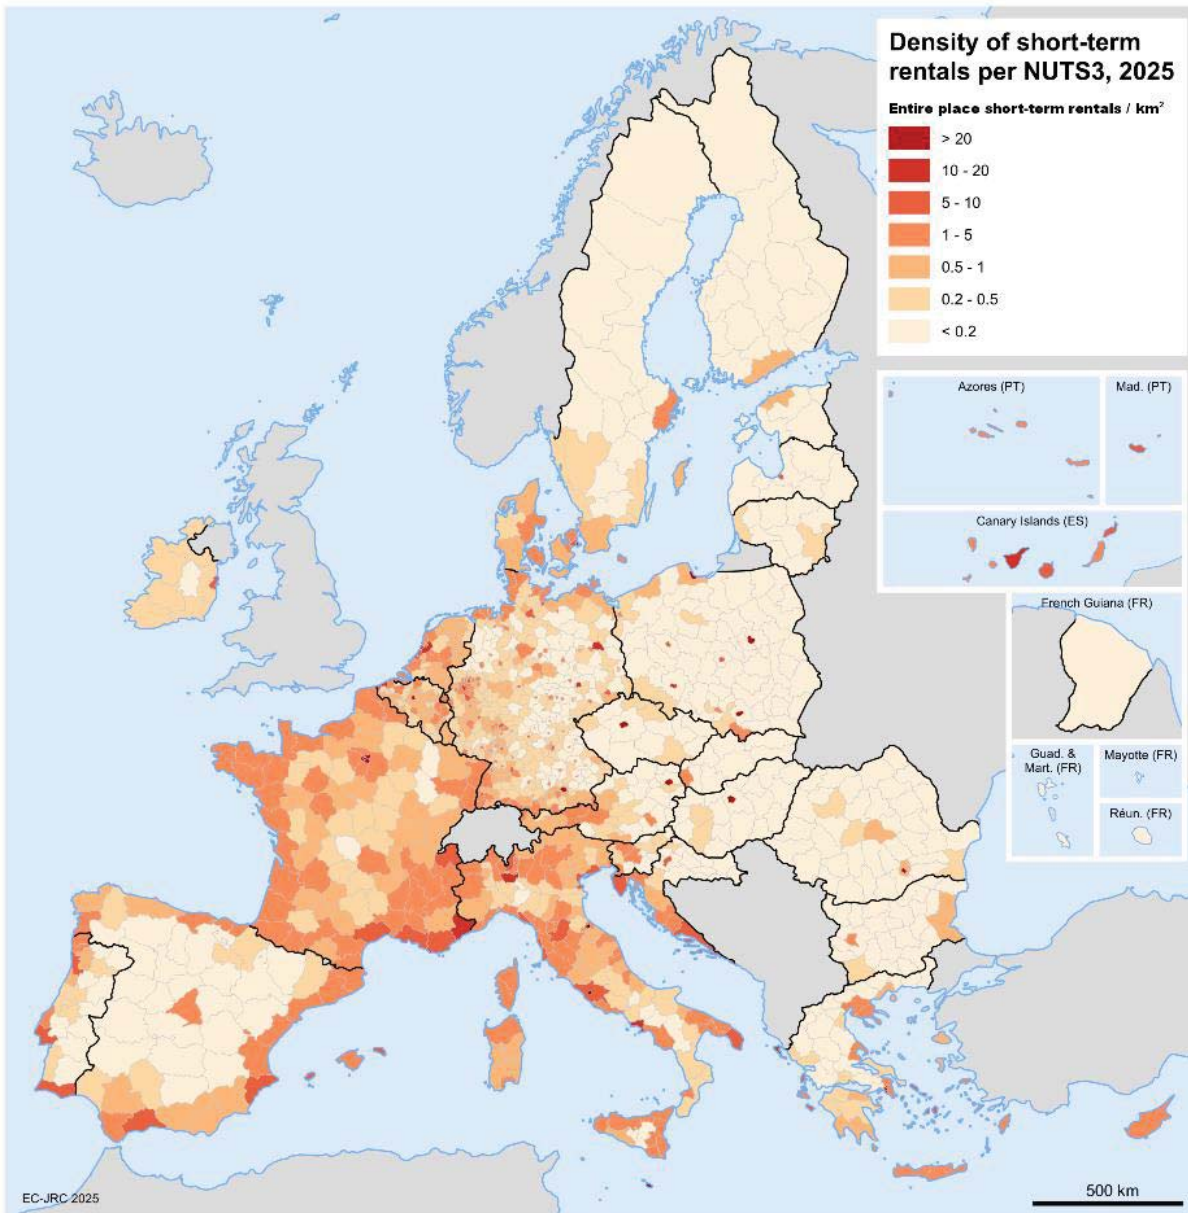 Density of short-term
rentals per NUTS3, 2025
Entire place short-term rentals / km²
> 20
10 - 20
5 - 10
1 - 5
0.5 - 1
0.2 - 0.5
< 0.2
Azores (PT)
Mad. (PT)
Canary Islands (ES)
French Guiana (FR)
Guad. &
Mart. (FR)
Mayotte (FR)
Réun. (FR)
EC-JRC 2025
500 km